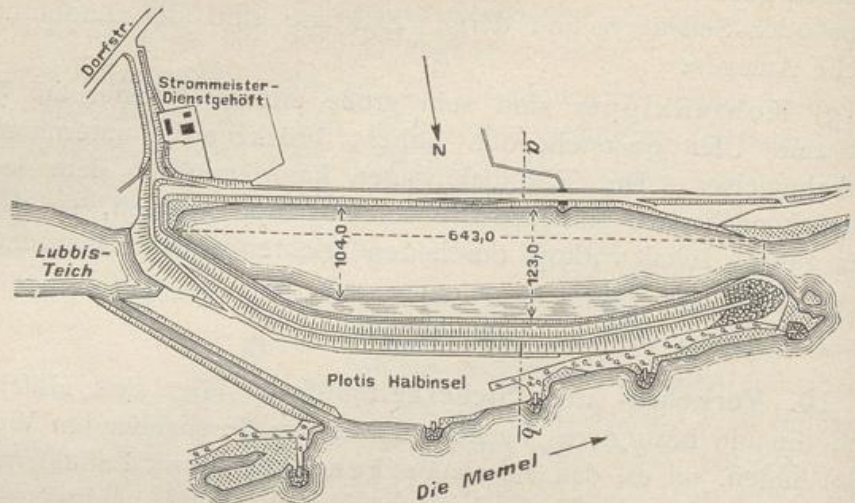 Dorfstr.
Strommeister-
Dienstgehöft
N
a
Lubbis-
Teich
104,0
643,0
123,0
Plotis Halbinsel
b
Die Memel